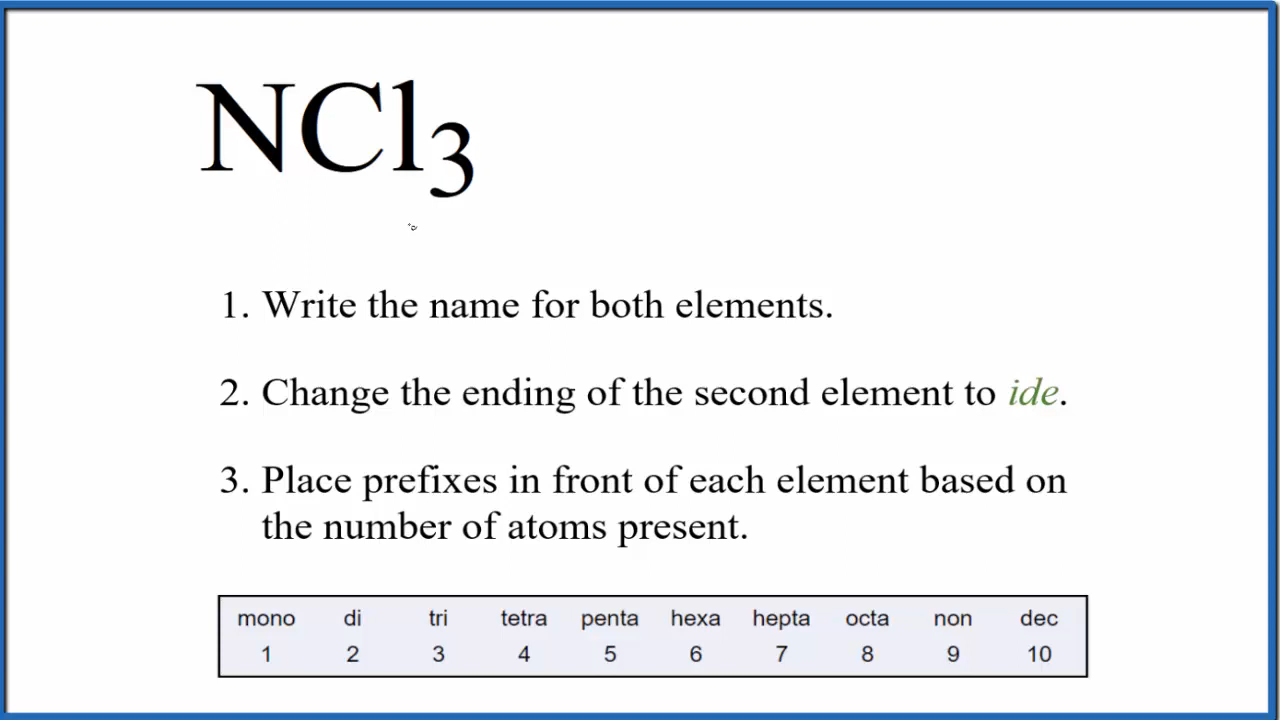 NCl₃
1. Write the name for both elements.
2. Change the ending of the second element to ide.
3. Place prefixes in front of each element based on
the number of atoms present.
mono di tri tetra penta hexa hepta octa non dec
1 2 3 4 5 6 7 8 9 10